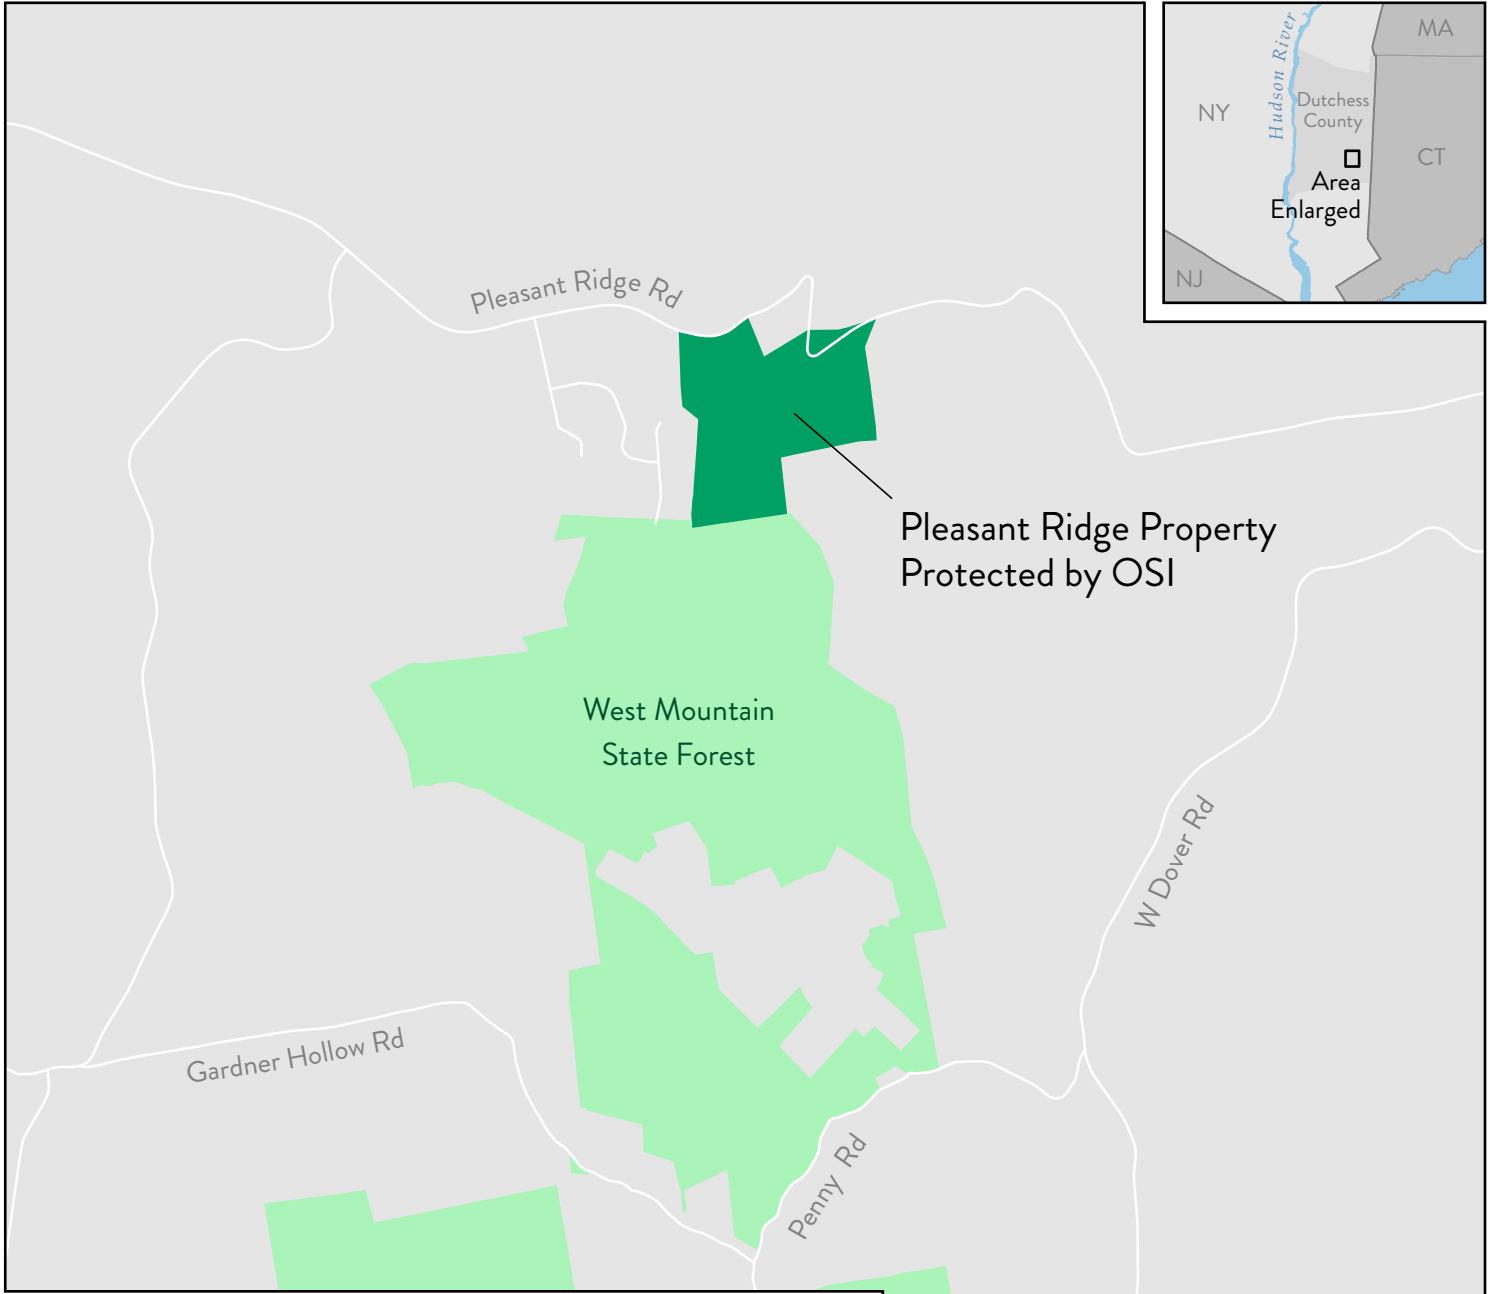 MA
Hudson River
NY
Dutchess
County
CT
Area
Enlarged
NJ
Pleasant Ridge Rd
Pleasant Ridge Property
Protected by OSI
West Mountain
State Forest
W Dover Rd
Gardner Hollow Rd
Penny Rd